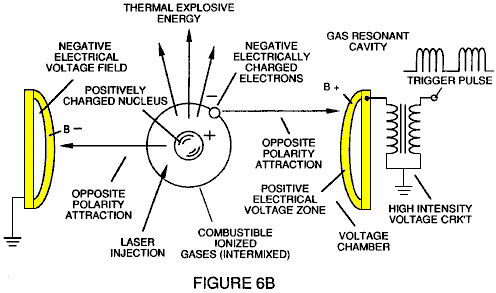 THERMAL EXPLOSIVE
ENERGY
NEGATIVE
ELECTRICAL
VOLTAGE FIELD
POSITIVELY
CHARGED NUCLEUS
NEGATIVE
ELECTRICALLY
CHARGED
ELECTRONS
GAS RESONANT
CAVITY
TRIGGER PULSE
B +
B −
−
+
OPPOSITE
POLARITY
ATTRACTION
OPPOSITE
POLARITY
ATTRACTION
POSITIVE
ELECTRICAL
VOLTAGE ZONE
HIGH INTENSITY
VOLTAGE CRK'T
LASER
INJECTION
COMBUSTIBLE
IONIZED
GASES (INTERMIXED)
VOLTAGE
CHAMBER
FIGURE 6B